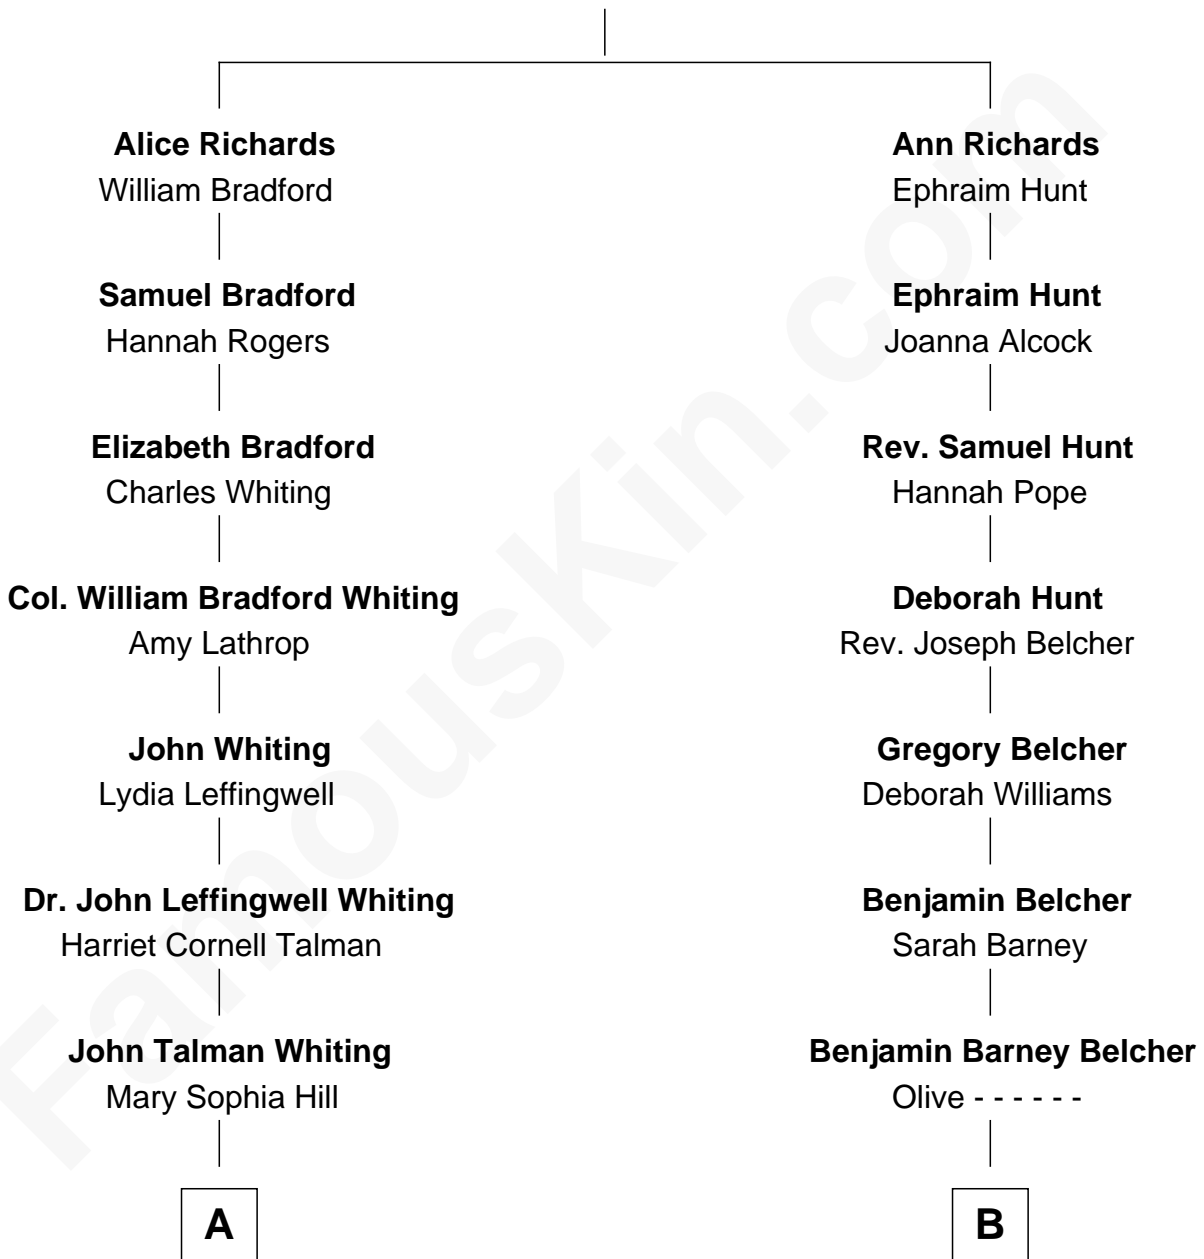 Alice Richards
William Bradford
Samuel Bradford
Hannah Rogers
Elizabeth Bradford
Charles Whiting
Col. William Bradford Whiting
Amy Lathrop
John Whiting
Lydia Leffingwell
Dr. John Leffingwell Whiting
Harriet Cornell Talman
John Talman Whiting
Mary Sophia Hill
A
Ann Richards
Ephraim Hunt
Ephraim Hunt
Joanna Alcock
Rev. Samuel Hunt
Hannah Pope
Deborah Hunt
Rev. Joseph Belcher
Gregory Belcher
Deborah Williams
Benjamin Belcher
Sarah Barney
Benjamin Barney Belcher
Olive - - - - - -
B
FamousKin.com